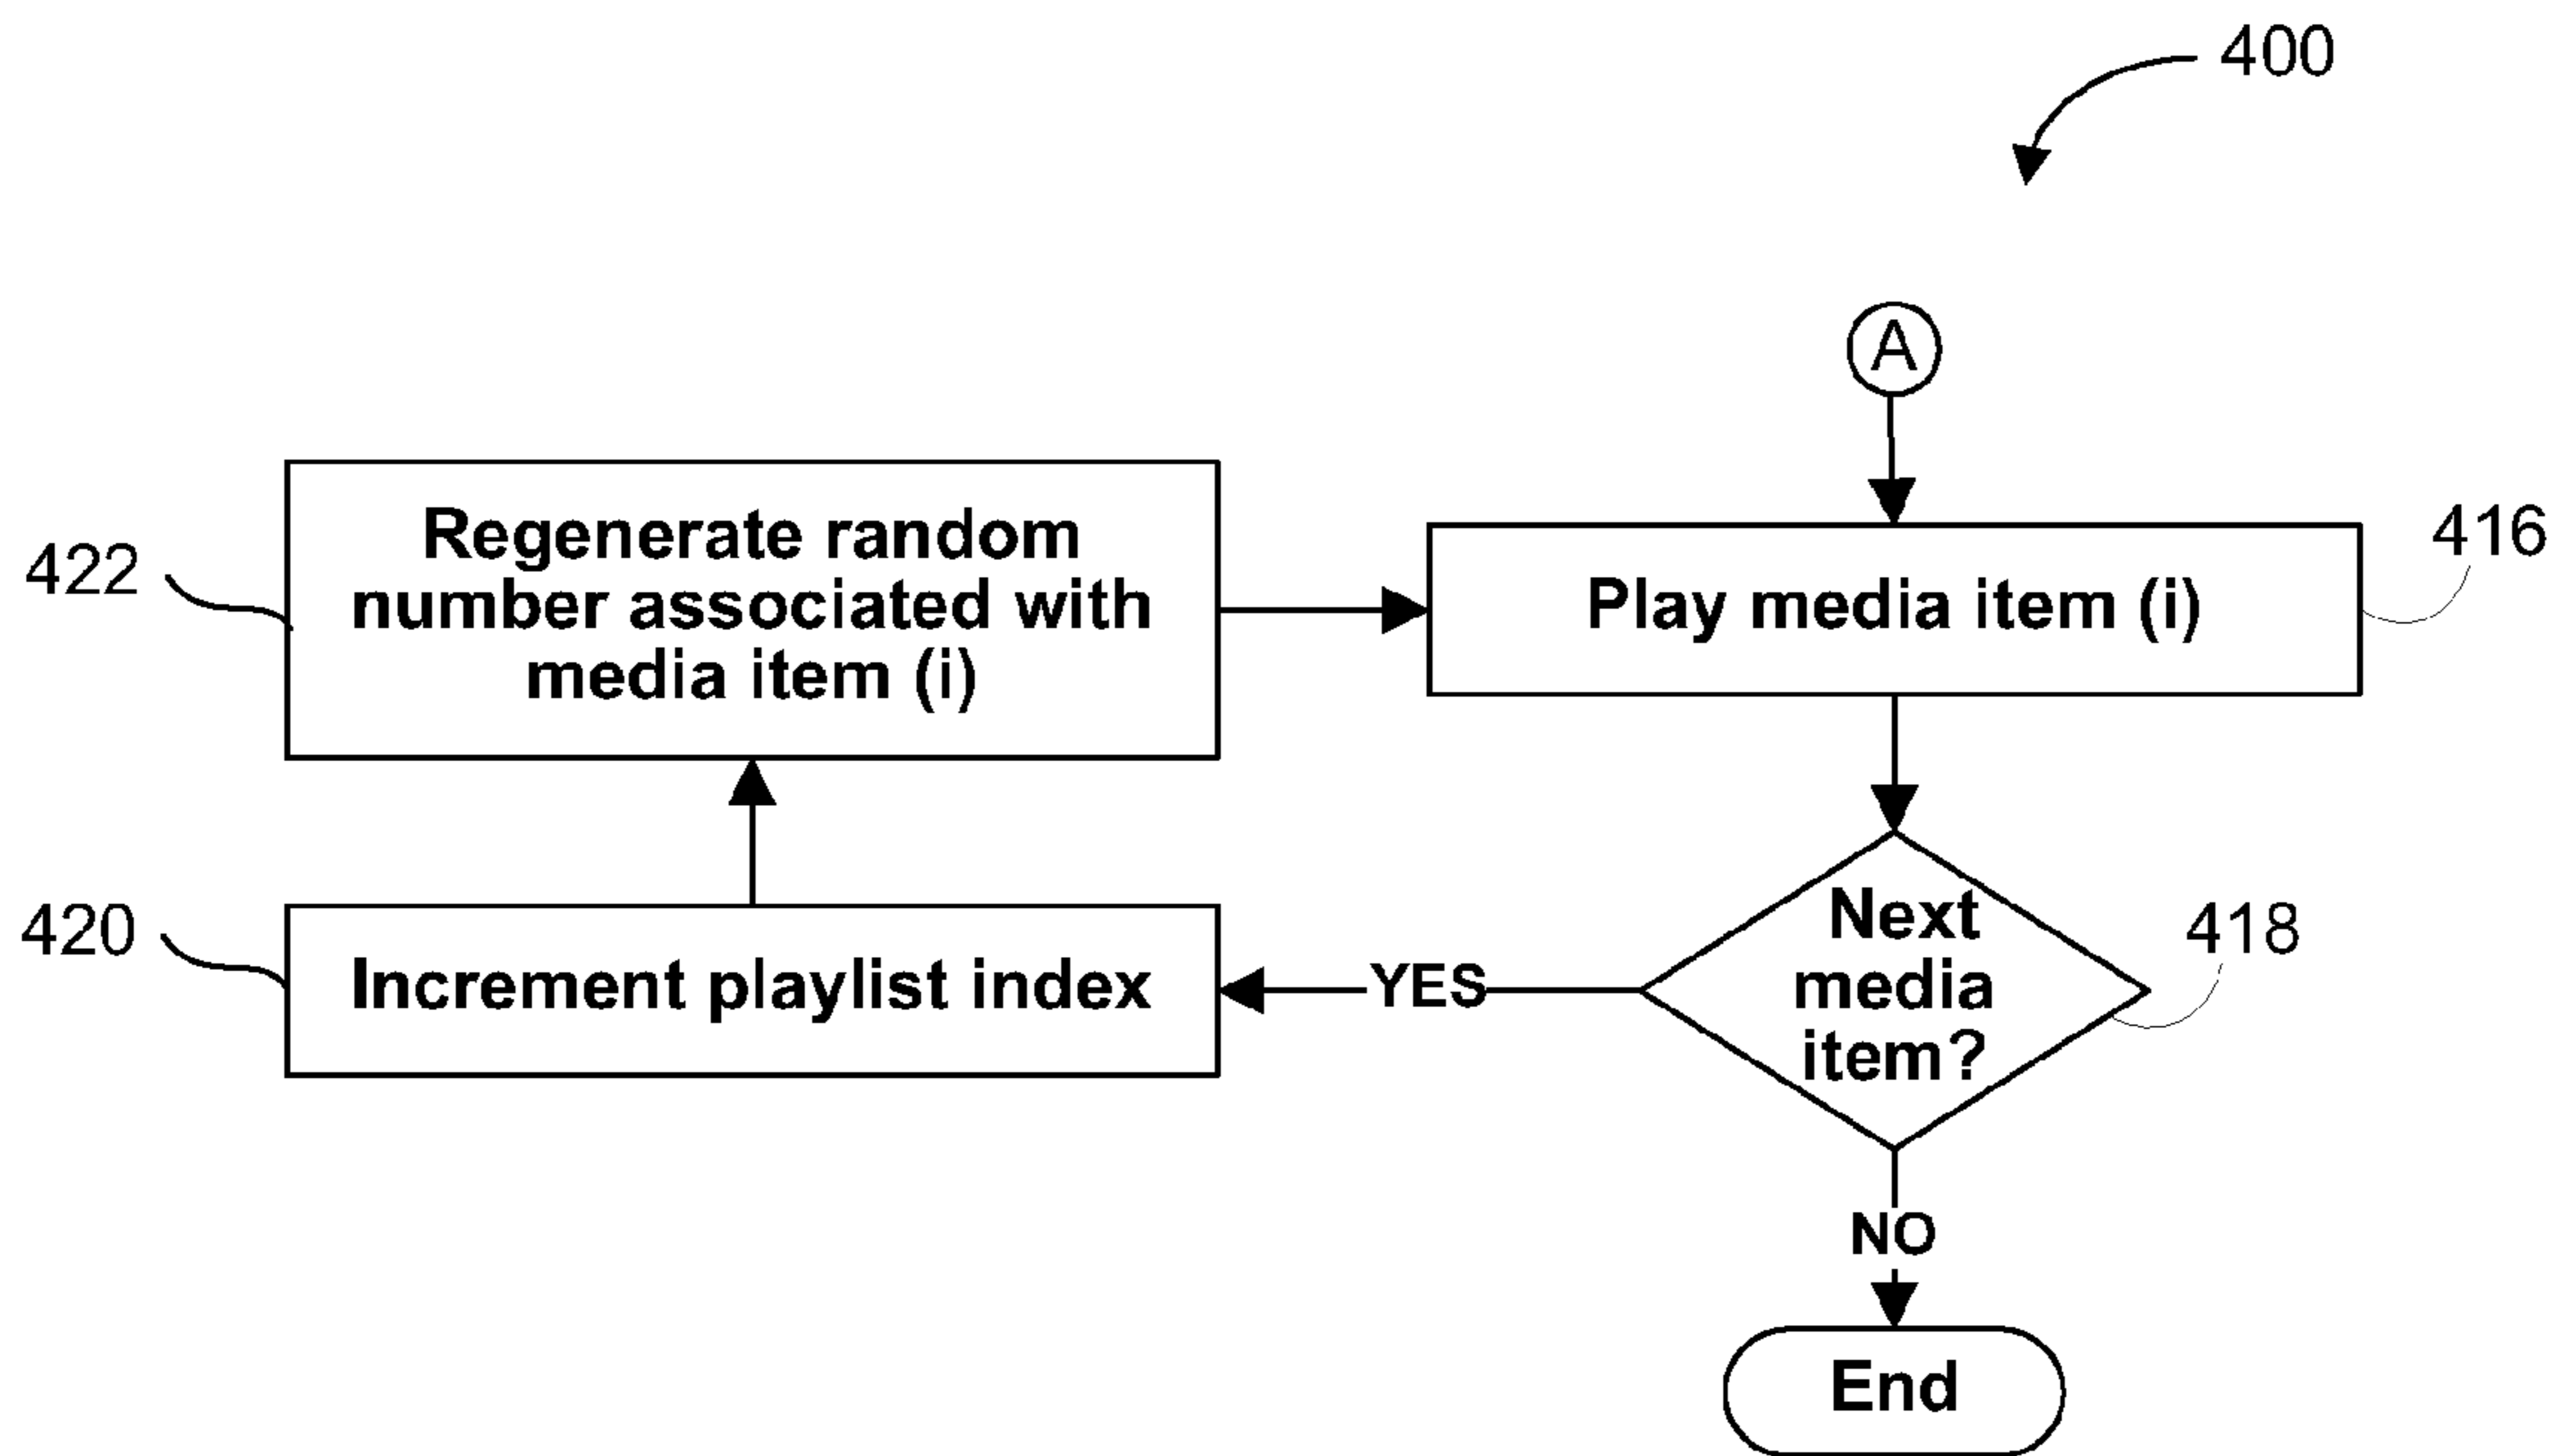 400
A
422
Regenerate random
number associated with
media item (i)
Play media item (i)
416
420
Increment playlist index
YES
Next
media
item?
418
NO
End